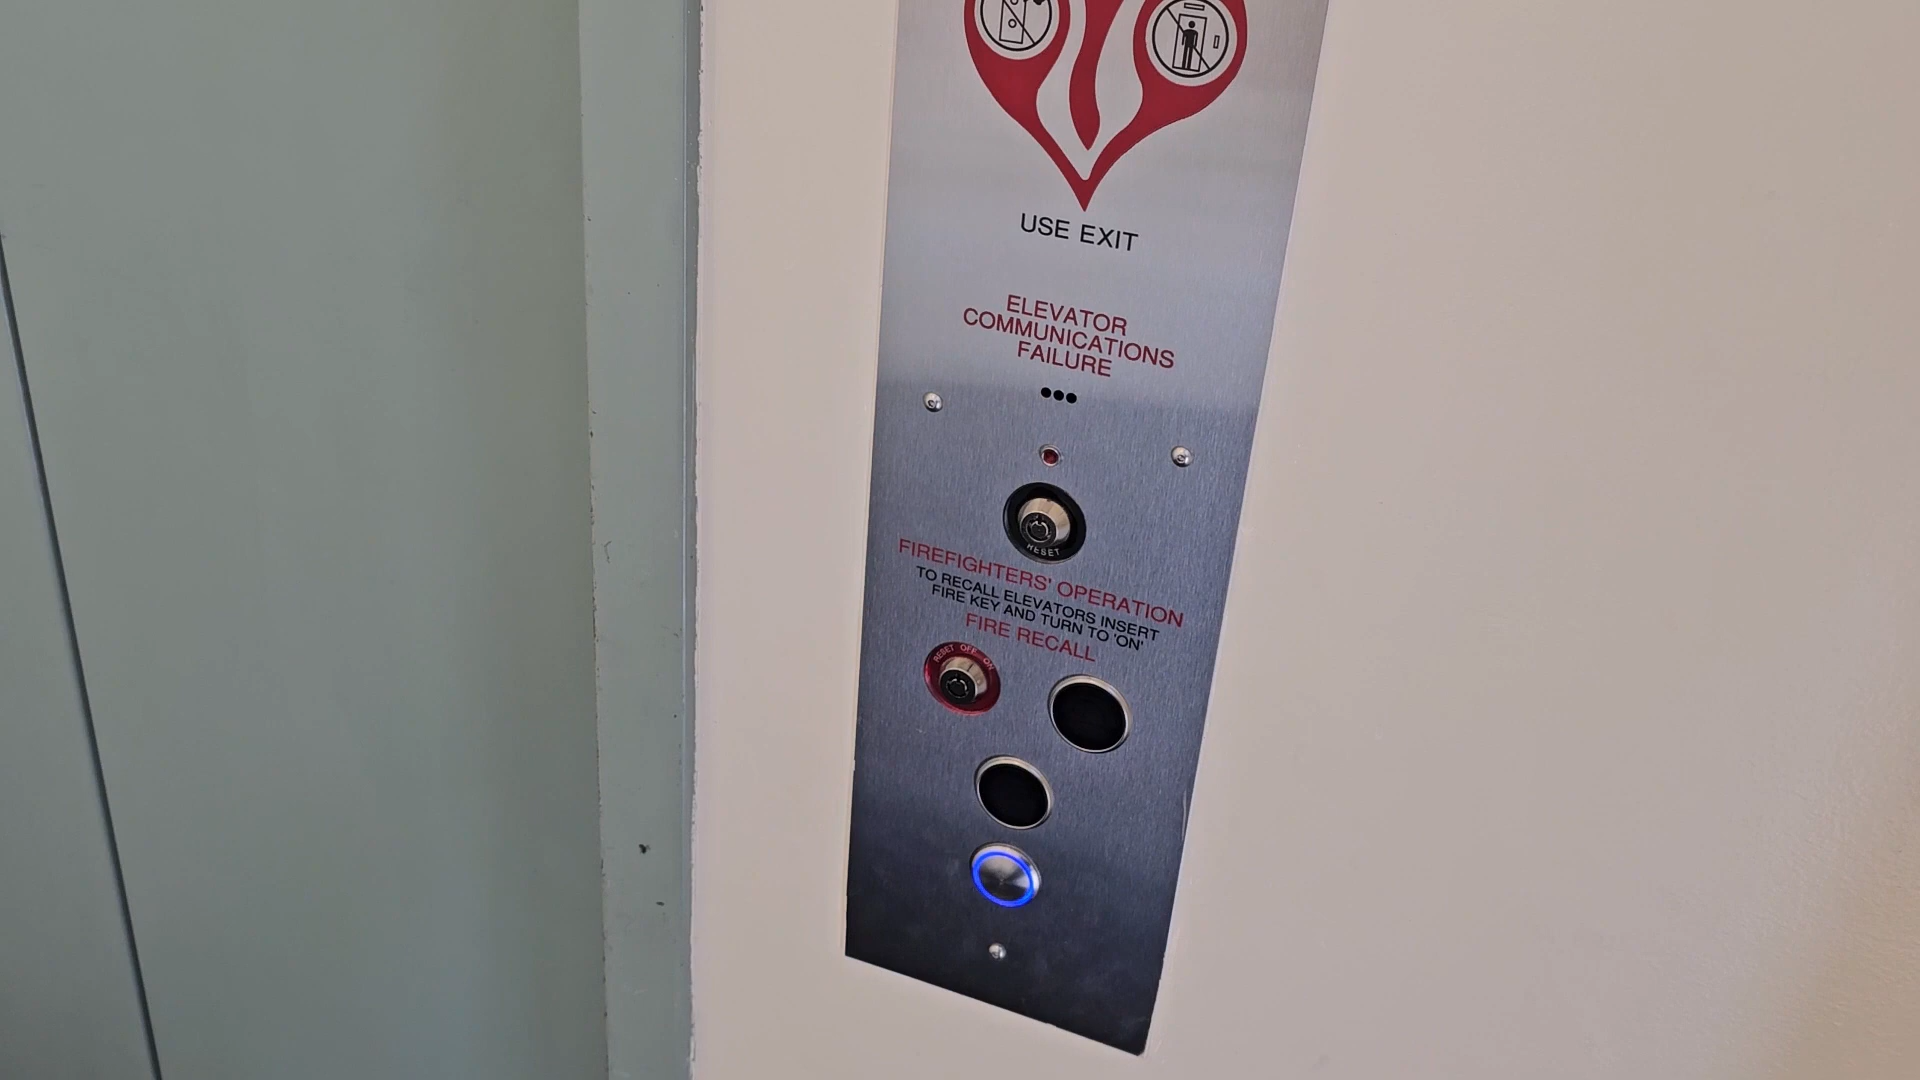 USE EXIT
ELEVATOR
COMMUNICATIONS
FAILURE
RESET
FIREFIGHTERS' OPERATION
TO RECALL ELEVATORS INSERT
FIRE KEY AND TURN TO 'ON'
FIRE RECALL
RESET OFF ON